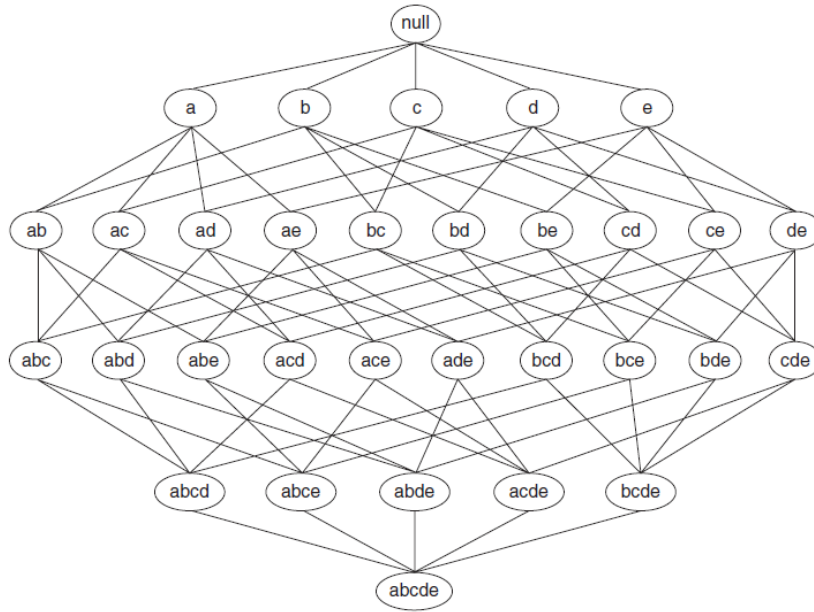 null
a b c d e
ab ac ad ae bc bd be cd ce de
abc abd abe acd ace ade bcd bce bde cde
abcd abce abde acde bcde
abcde